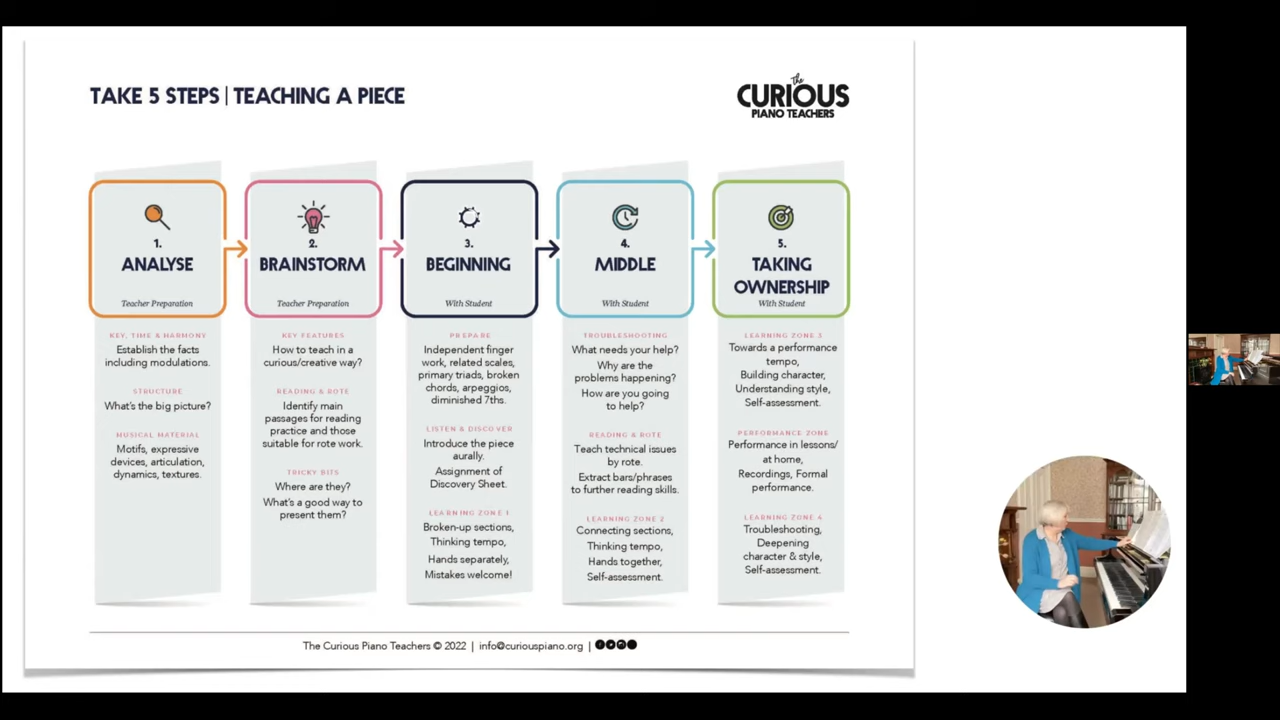 TAKE 5 STEPS | TEACHING A PIECE
The
CURIOUS
PIANO TEACHERS
1.
ANALYSE
Teacher Preparation
KEY, TIME & HARMONY
Establish the facts
including modulations.
STRUCTURE
What's the big picture?
MUSICAL MATERIAL
Motifs, expressive
devices, articulation,
dynamics, textures.
2.
BRAINSTORM
Teacher Preparation
KEY FEATURES
How to teach in a
curious/creative way?
READING & ROTE
Identify main
passages for reading
practice and those
suitable for rote work.
TRICKY BITS
Where are they?
What's a good way to
present them?
3.
BEGINNING
With Student
PREPARE
Independent finger
work, related scales,
primary triads, broken
chords, arpeggios,
diminished 7ths.
LISTEN & DISCOVER
Introduce the piece
aurally.
Assignment of
Discovery Sheet.
LEARNING ZONE 1
Broken-up sections,
Thinking tempo,
Hands separately,
Mistakes welcome!
4.
MIDDLE
With Student
TROUBLESHOOTING
What needs your help?
Why are the
problems happening?
How are you going
to help?
READING & ROTE
Teach technical issues
by rote.
Extract bars/phrases
to further reading skills.
LEARNING ZONE 2
Connecting sections,
Thinking tempo,
Hands together,
Self-assessment.
5.
TAKING
OWNERSHIP
With Student
LEARNING ZONE 3
Towards a performance
tempo,
Building character,
Understanding style,
Self-assessment.
PERFORMANCE ZONE
Performance in lessons/
at home,
Recordings, Formal
performance.
LEARNING ZONE 4
Troubleshooting,
Deepening
character & style,
Self-assessment.
The Curious Piano Teachers © 2022 | info@curiouspiano.org |